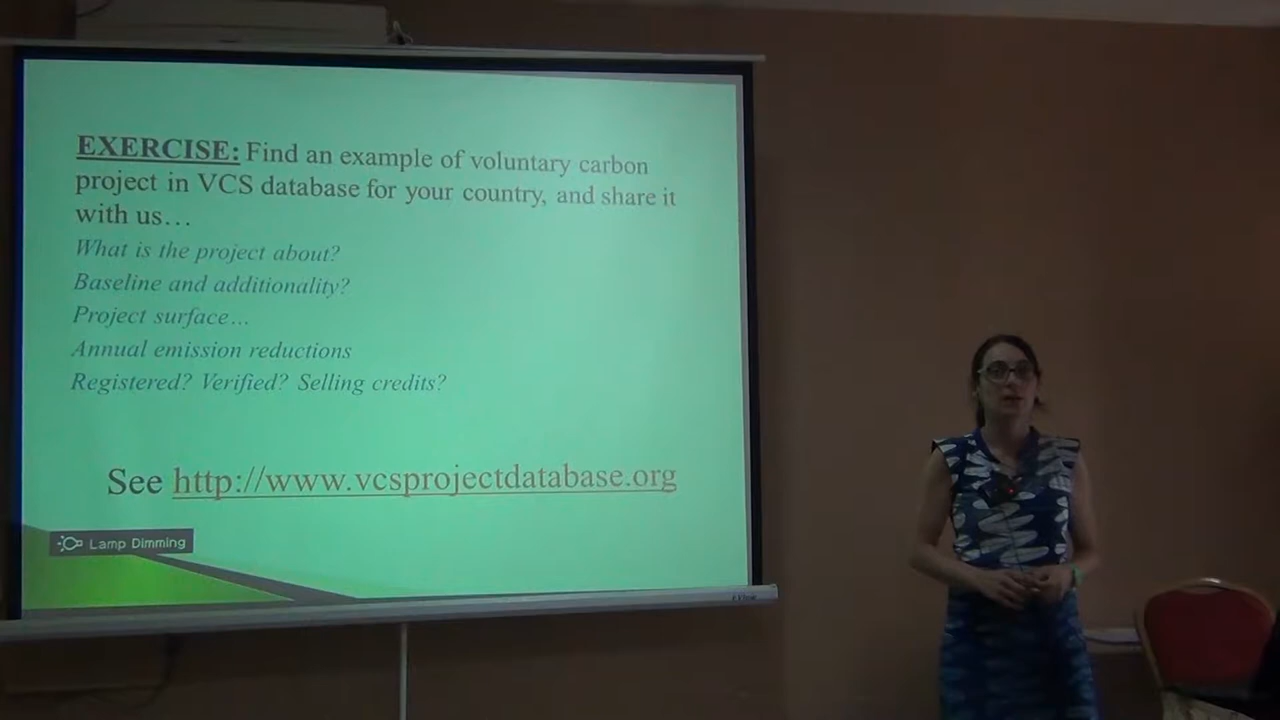 EXERCISE: Find an example of voluntary carbon
project in VCS database for your country, and share it
with us…
What is the project about?
Baseline and additionality?
Project surface…
Annual emission reductions
Registered? Verified? Selling credits?
See http://www.vcsprojectdatabase.org
Lamp Dimming